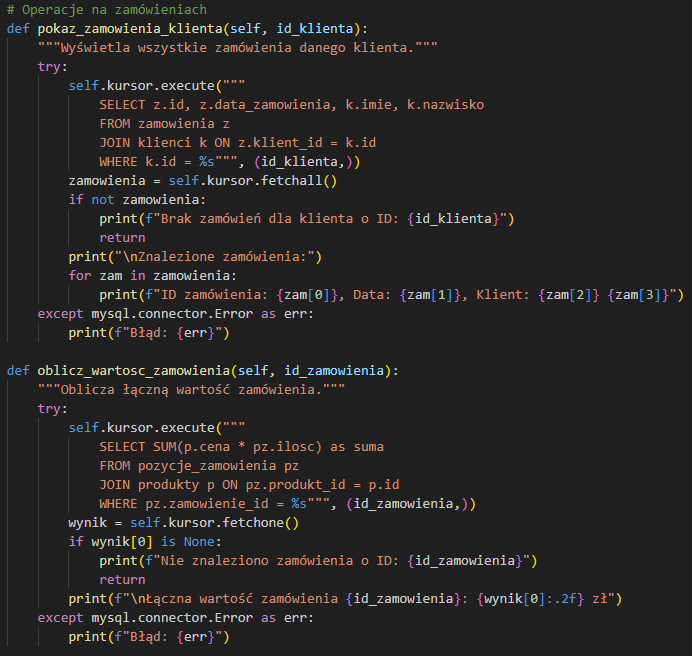 # Operacje na zamówieniach
def pokaz_zamowienia_klienta(self, id_klienta):
    """Wyświetla wszystkie zamówienia danego klienta."""
    try:
        self.kursor.execute("""
            SELECT z.id, z.data_zamowienia, k.imie, k.nazwisko
            FROM zamowienia z
            JOIN klienci k ON z.klient_id = k.id
            WHERE k.id = %s""", (id_klienta,))
        zamowienia = self.kursor.fetchall()
        if not zamowienia:
            print(f"Brak zamówień dla klienta o ID: {id_klienta}")
            return
        print("\nZnalezione zamówienia:")
        for zam in zamowienia:
            print(f"ID zamówienia: {zam[0]}, Data: {zam[1]}, Klient: {zam[2]} {zam[3]}")
    except mysql.connector.Error as err:
        print(f"Błąd: {err}")

def oblicz_wartosc_zamowienia(self, id_zamowienia):
    """Oblicza łączną wartość zamówienia."""
    try:
        self.kursor.execute("""
            SELECT SUM(p.cena * pz.ilosc) as suma
            FROM pozycje_zamowienia pz
            JOIN produkty p ON pz.produkt_id = p.id
            WHERE pz.zamowienie_id = %s""", (id_zamowienia,))
        wynik = self.kursor.fetchone()
        if wynik[0] is None:
            print(f"Nie znaleziono zamówienia o ID: {id_zamowienia}")
            return
        print(f"\nŁączna wartość zamówienia {id_zamowienia}: {wynik[0]:.2f} zł")
    except mysql.connector.Error as err:
        print(f"Błąd: {err}")